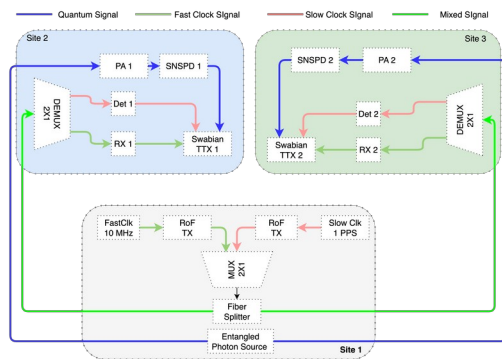 Quantum Signal
Fast Clock SIgnal
Slow Clock SIgnal
Mixed SIgnal
Site 2
PA 1
SNSPD 1
DEMUX
2X1
Det 1
RX 1
Swabian
TTX 1
Site 3
SNSPD 2
PA 2
Det 2
RX 2
Swabian
TTX 2
DEMUX
2X1
FastClk
10 MHz
RoF
TX
RoF
TX
Slow Clk
1 PPS
MUX
2X1
Fiber
Splitter
Entangled
Photon Source
Site 1